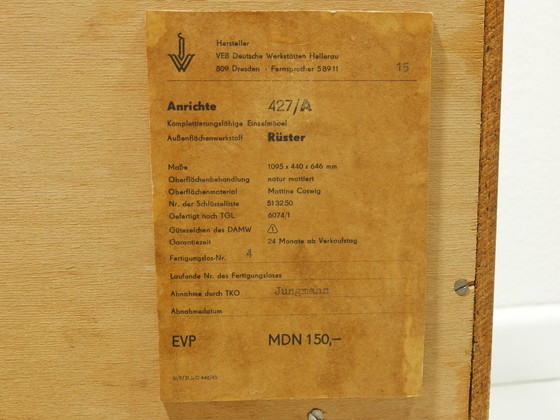 Hersteller
VEB Deutsche Werkstätten Hellerau
809 Dresden · Fernsprecher 58911 15
Anrichte 427/A
Komplettierungsfähige Einzelmöbel
Außenflächenwerkstoff Rüster
Maße 1095 x 440 x 646 mm
Oberflächenbehandlung natur mattiert
Oberflächenmaterial Mattine Coswig
Nr. der Schlüsselliste 513250
Gefertigt nach TGL 6074/1
Gütezeichen des DAMW 1
Garantiezeit 24 Monate ab Verkaufstag
Fertigungslos-Nr. 4
Laufende Nr. des Fertigungsloses
Abnahme durch TKO Jungmann
Abnahmedatum
EVP MDN 150,–